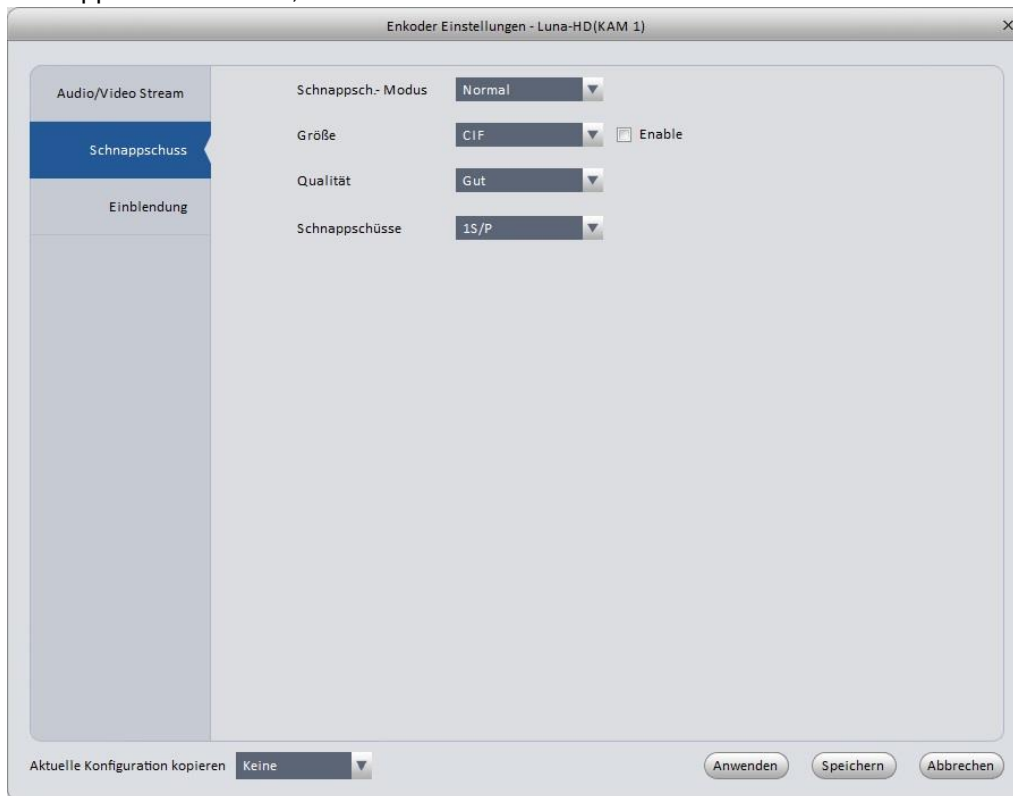 Enkoder Einstellungen - Luna-HD(KAM 1)
Audio/Video Stream
Schnappschuss
Einblendung
Schnappsch.- Modus Normal
Größe CIF Enable
Qualität Gut
Schnappschüsse 1S/P
Aktuelle Konfiguration kopieren Keine Anwenden Speichern Abbrechen